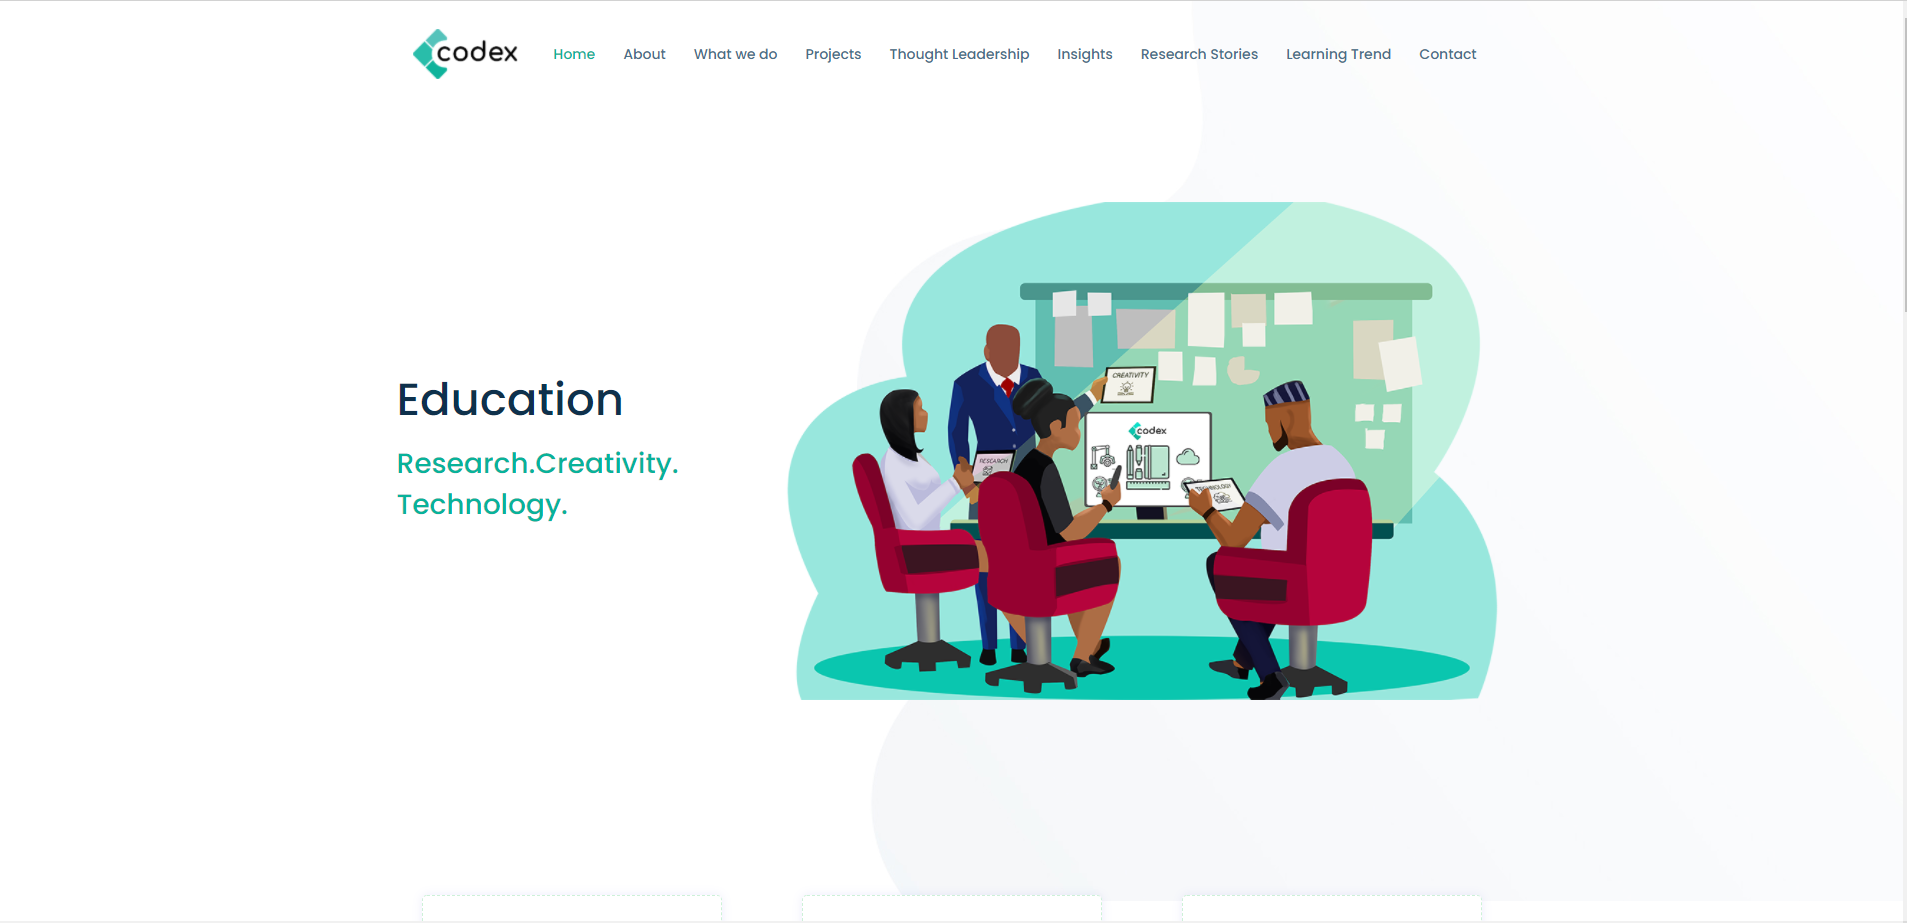 codex
Home About What we do Projects Thought Leadership Insights Research Stories Learning Trend Contact
Education
Research.Creativity.
Technology.
CREATIVITY
codex
RESEARCH
TECHNOLOGY